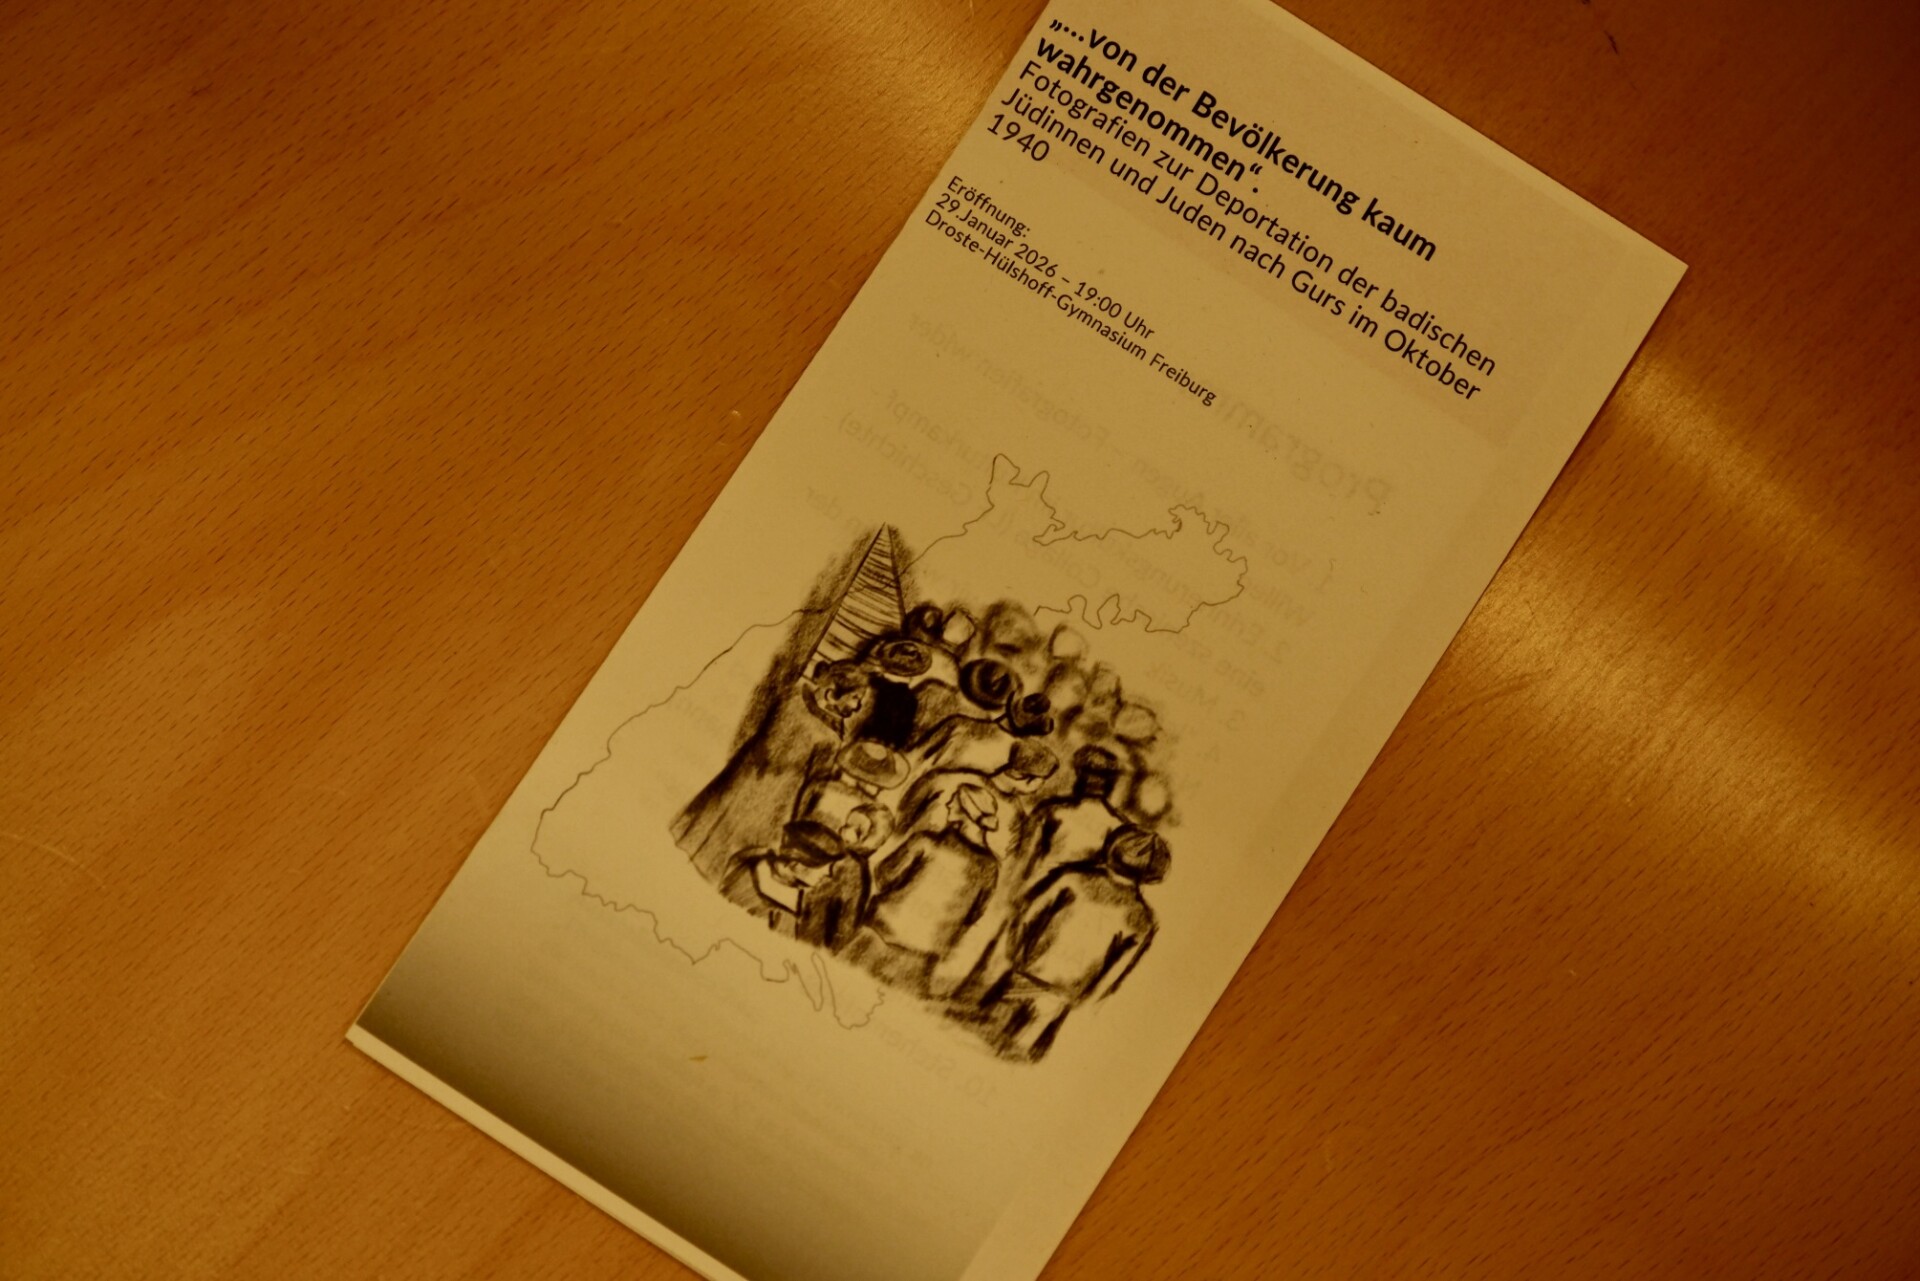 „...von der Bevölkerung kaum
wahrgenommen“.
Fotografien zur Deportation der badischen
Jüdinnen und Juden nach Gurs im Oktober
1940
Eröffnung:
29.Januar 2026 – 19:00 Uhr
Droste-Hülshoff-Gymnasium Freiburg